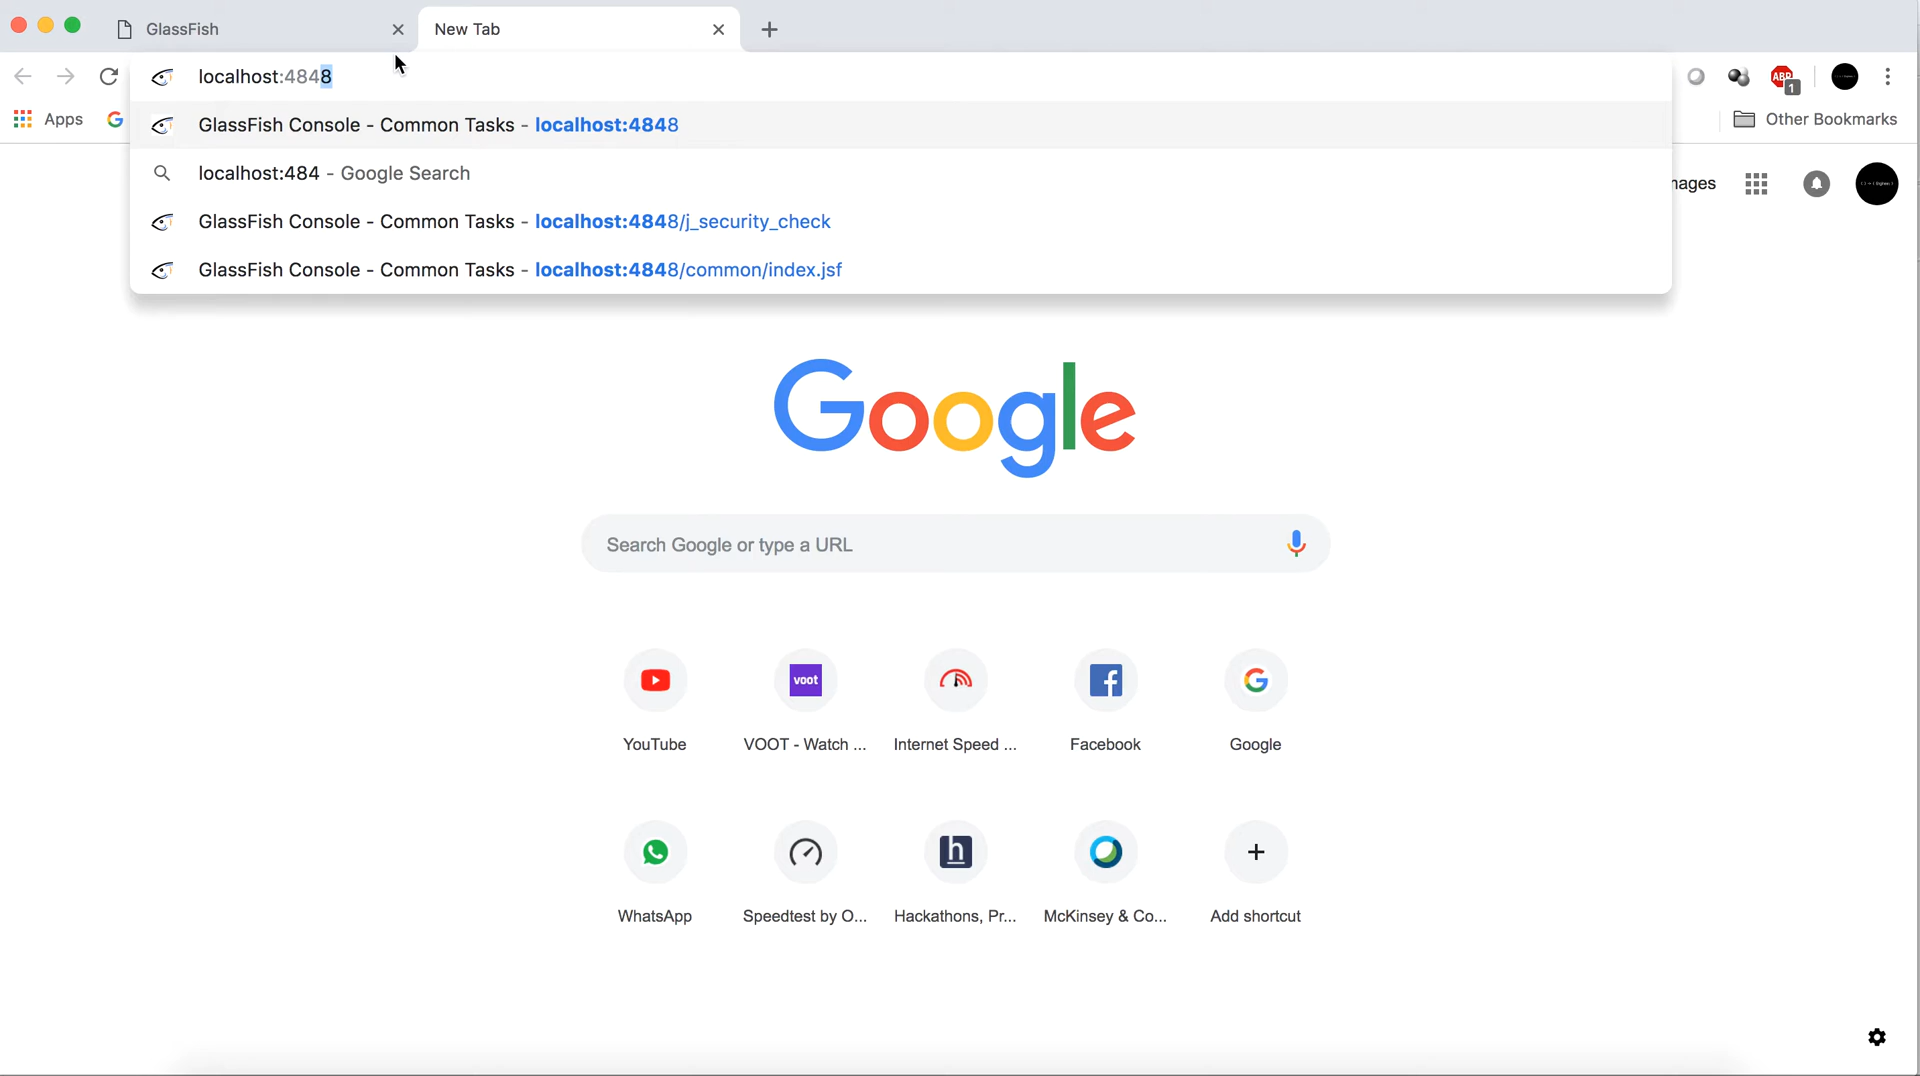 GlassFish
New Tab
localhost:4848
GlassFish Console - Common Tasks - localhost:4848
localhost:484 - Google Search
GlassFish Console - Common Tasks - localhost:4848/j_security_check
GlassFish Console - Common Tasks - localhost:4848/common/index.jsf
ABP
1
Apps
Other Bookmarks
nages
Google
Search Google or type a URL
voot
YouTube
VOOT - Watch ...
Internet Speed ...
Facebook
Google
h
WhatsApp
Speedtest by O...
Hackathons, Pr...
McKinsey & Co...
Add shortcut